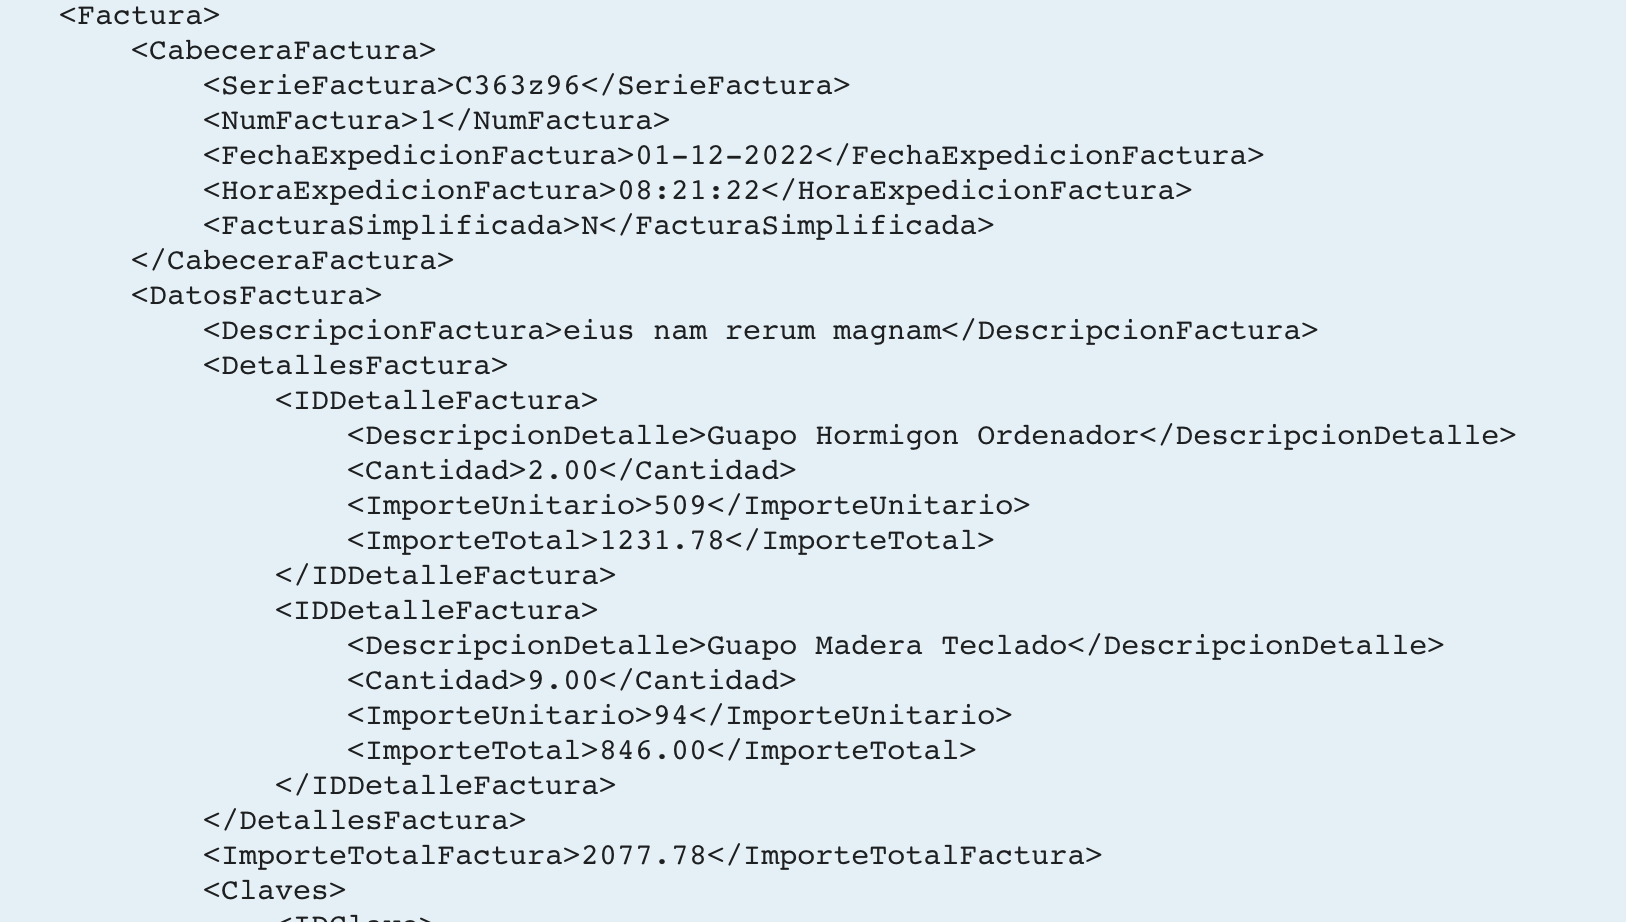 <Factura>
<CabeceraFactura>
<SerieFactura>C363z96</SerieFactura>
<NumFactura>1</NumFactura>
<FechaExpedicionFactura>01-12-2022</FechaExpedicionFactura>
<HoraExpedicionFactura>08:21:22</HoraExpedicionFactura>
<FacturaSimplificada>N</FacturaSimplificada>
</CabeceraFactura>
<DatosFactura>
<DescripcionFactura>eius nam rerum magnam</DescripcionFactura>
<DetallesFactura>
<IDDetalleFactura>
<DescripcionDetalle>Guapo Hormigon Ordenador</DescripcionDetalle>
<Cantidad>2.00</Cantidad>
<ImporteUnitario>509</ImporteUnitario>
<ImporteTotal>1231.78</ImporteTotal>
</IDDetalleFactura>
<IDDetalleFactura>
<DescripcionDetalle>Guapo Madera Teclado</DescripcionDetalle>
<Cantidad>9.00</Cantidad>
<ImporteUnitario>94</ImporteUnitario>
<ImporteTotal>846.00</ImporteTotal>
</IDDetalleFactura>
</DetallesFactura>
<ImporteTotalFactura>2077.78</ImporteTotalFactura>
<Claves>
<IDClave>